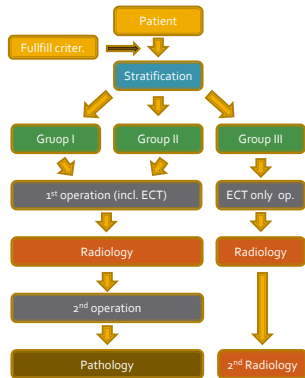 Patient
Fullfill criter.
Stratification
Gruop I
Group II
Group III
1st operation (incl. ECT)
ECT only op.
Radiology
Radiology
2nd operation
Pathology
2nd Radiology